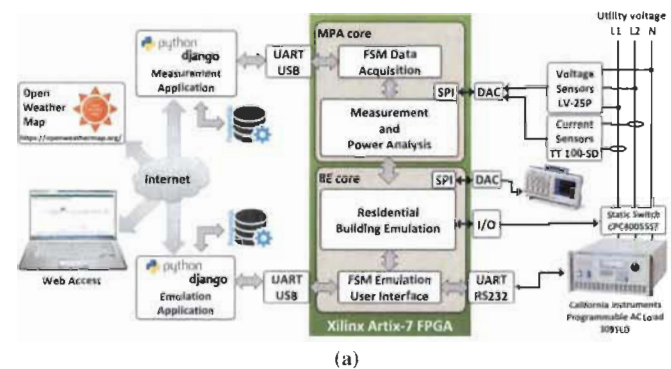 Utility voltage
L1 L2 N
MPA core
python
django
Measurement
Application
UART
USB
FSM Data
Acquisition
Open
Weather
Map
https://openweathermap.org/
SPI
DAC
Voltage
Sensors
LV-25P
Measurement
and
Power Analysis
Current
Sensors
TT 100-SD
Internet
BE core
SPI
DAC
Residential
Building Emulation
I/O
Static Switch
Web Access
python
django
Emulation
Application
UART
USB
FSM Emulation
User Interface
UART
RS232
California Instruments
Programmable AC Load
Xilinx Artix-7 FPGA
(a)